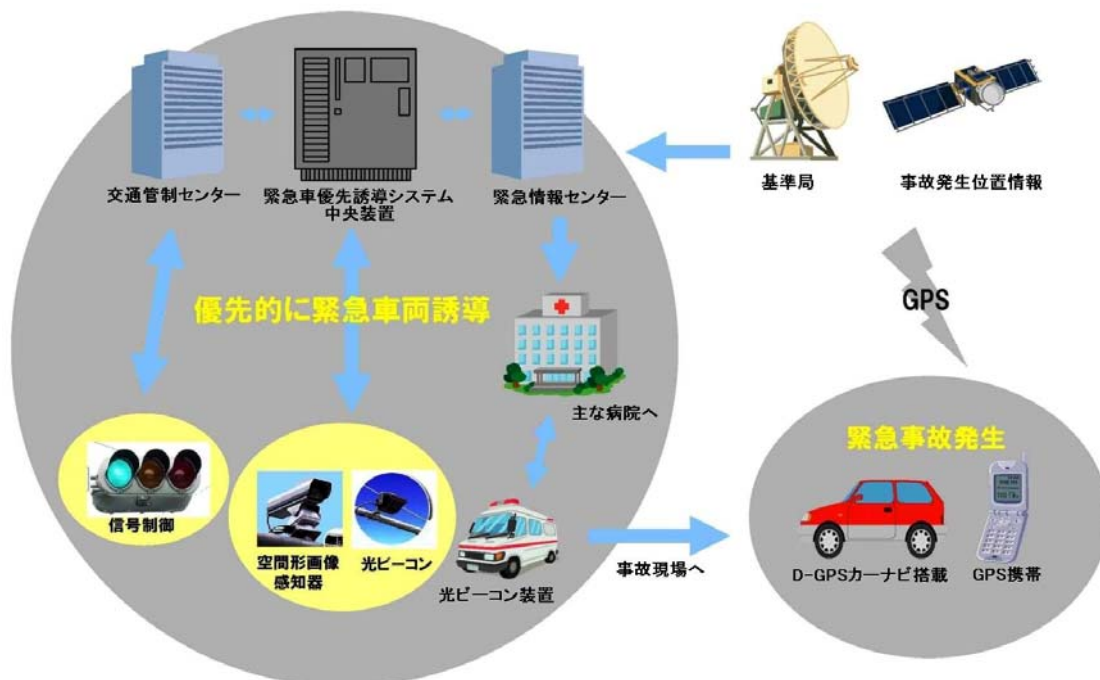 交通管制センター
緊急車優先誘導システム
中央装置
緊急情報センター
基準局
事故発生位置情報
優先的に緊急車両誘導
GPS
主な病院へ
緊急事故発生
信号制御
空間形画像
感知器
光ビーコン
光ビーコン装置
事故現場へ
D-GPSカーナビ搭載
GPS携帯